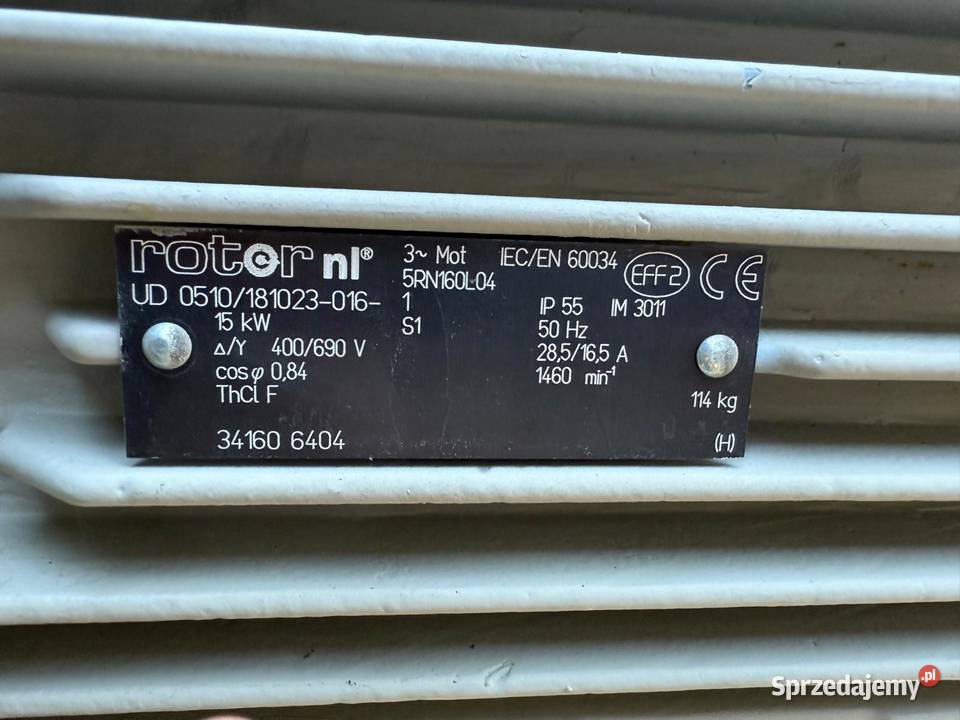 rotor nl®
3~ Mot IEC/EN 60034
5RN160L04 EFF2 CE
UD 0510/181023-016-
1 IP 55 IM 3011
15 kW S1 50 Hz
Δ/Y 400/690 V 28,5/16,5 A
cos φ 0,84 1460 min⁻¹
ThCl F 114 kg
34160 6404 (H)
Sprzedajemy.pl